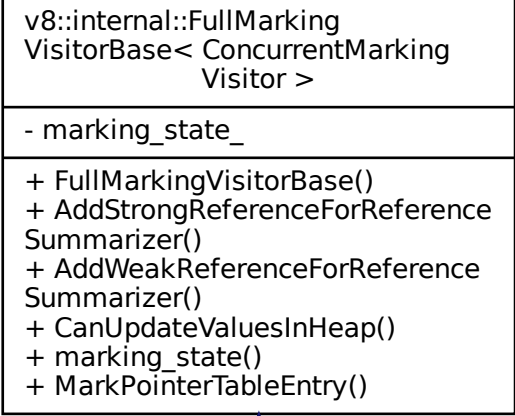 v8::internal::FullMarking
VisitorBase< ConcurrentMarking
Visitor >
- marking_state_
+ FullMarkingVisitorBase()
+ AddStrongReferenceForReference
Summarizer()
+ AddWeakReferenceForReference
Summarizer()
+ CanUpdateValuesInHeap()
+ marking_state()
+ MarkPointerTableEntry()